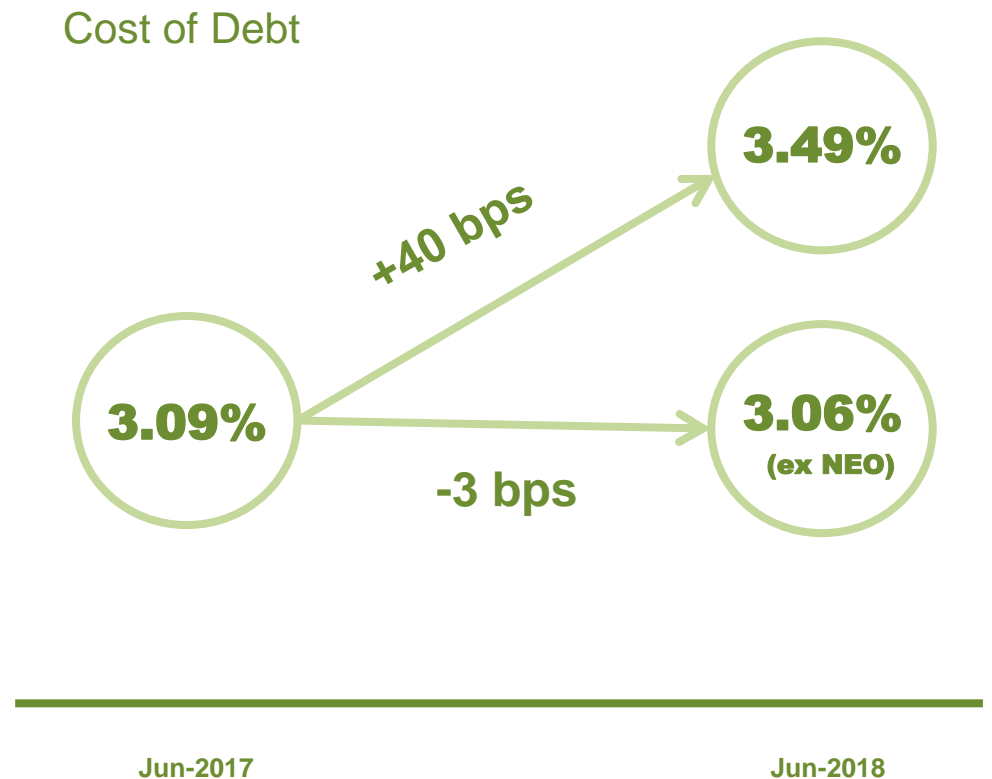 Cost of Debt
3.49%
+40 bps
3.09%
3.06%
(ex NEO)
-3 bps
Jun-2017
Jun-2018